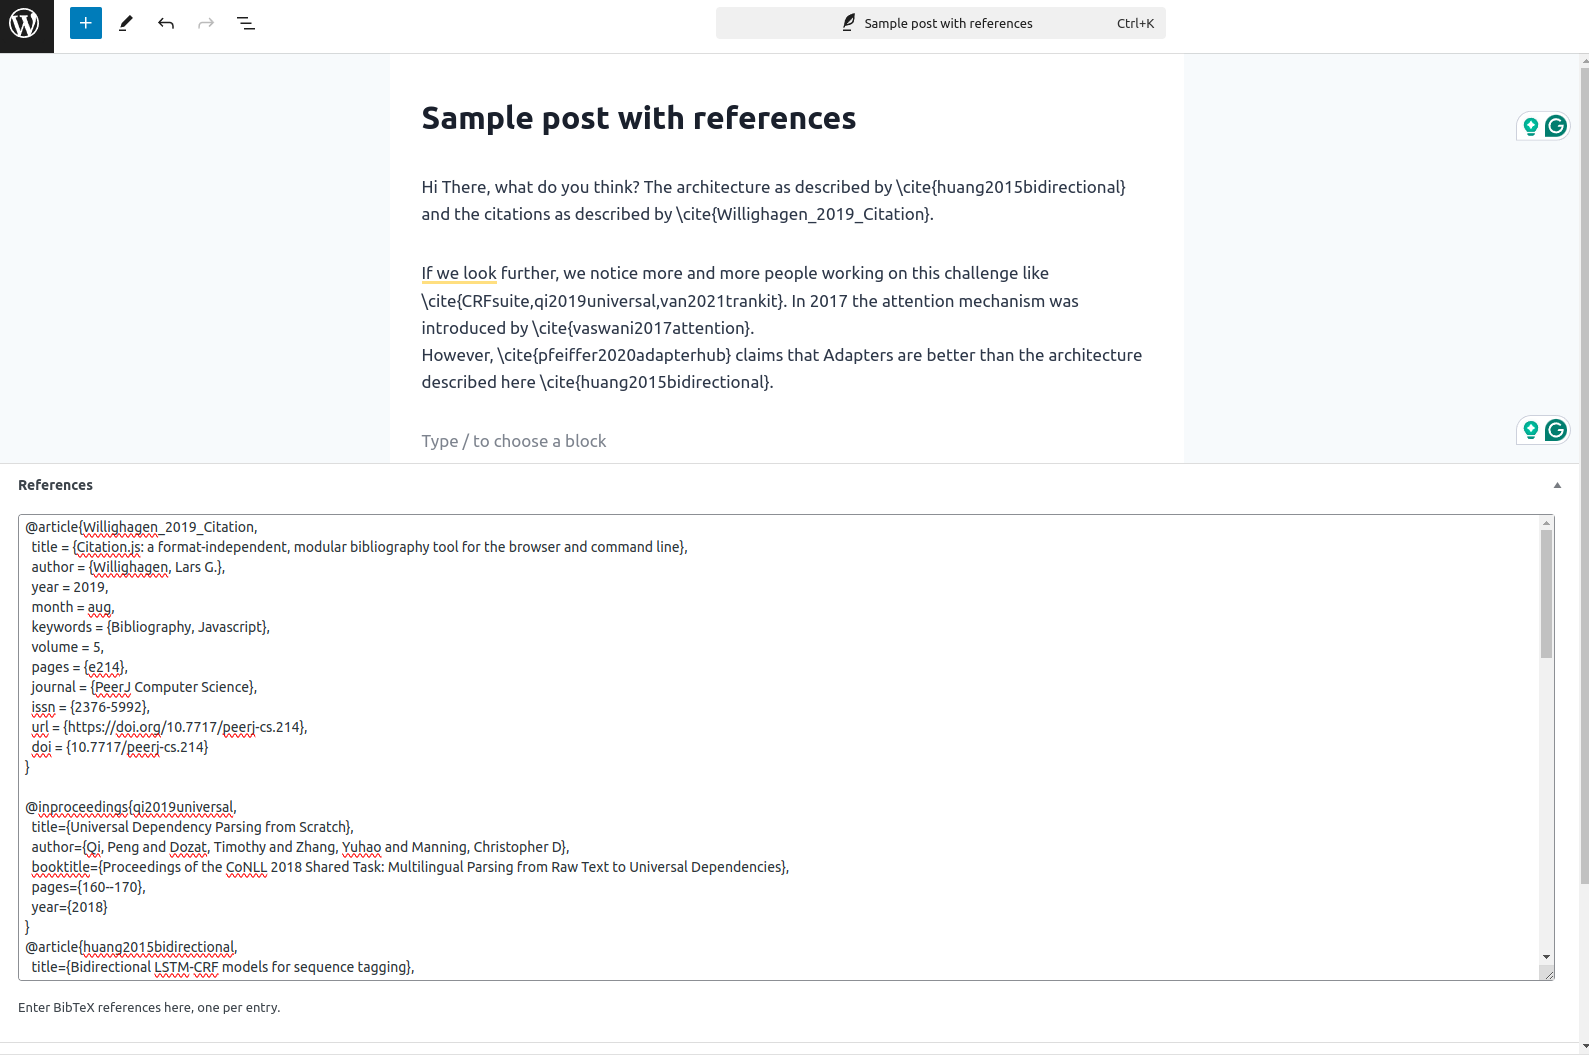 Sample post with references Ctrl+K
Sample post with references
Hi There, what do you think? The architecture as described by \cite{huang2015bidirectional}
and the citations as described by \cite{Willighagen_2019_Citation}.
If we look further, we notice more and more people working on this challenge like
\cite{CRFsuite,qi2019universal,van2021trankit}. In 2017 the attention mechanism was
introduced by \cite{vaswani2017attention}.
However, \cite{pfeiffer2020adapterhub} claims that Adapters are better than the architecture
described here \cite{huang2015bidirectional}.
Type / to choose a block
References
@article{Willighagen_2019_Citation,
title = {Citation.js: a format-independent, modular bibliography tool for the browser and command line},
author = {Willighagen, Lars G.},
year = 2019,
month = aug,
keywords = {Bibliography, Javascript},
volume = 5,
pages = {e214},
journal = {PeerJ Computer Science},
issn = {2376-5992},
url = {https://doi.org/10.7717/peerj-cs.214},
doi = {10.7717/peerj-cs.214}
}
@inproceedings{qi2019universal,
title={Universal Dependency Parsing from Scratch},
author={Qi, Peng and Dozat, Timothy and Zhang, Yuhao and Manning, Christopher D},
booktitle={Proceedings of the CoNLL 2018 Shared Task: Multilingual Parsing from Raw Text to Universal Dependencies},
pages={160--170},
year={2018}
}
@article{huang2015bidirectional,
title={Bidirectional LSTM-CRF models for sequence tagging},
Enter BibTeX references here, one per entry.